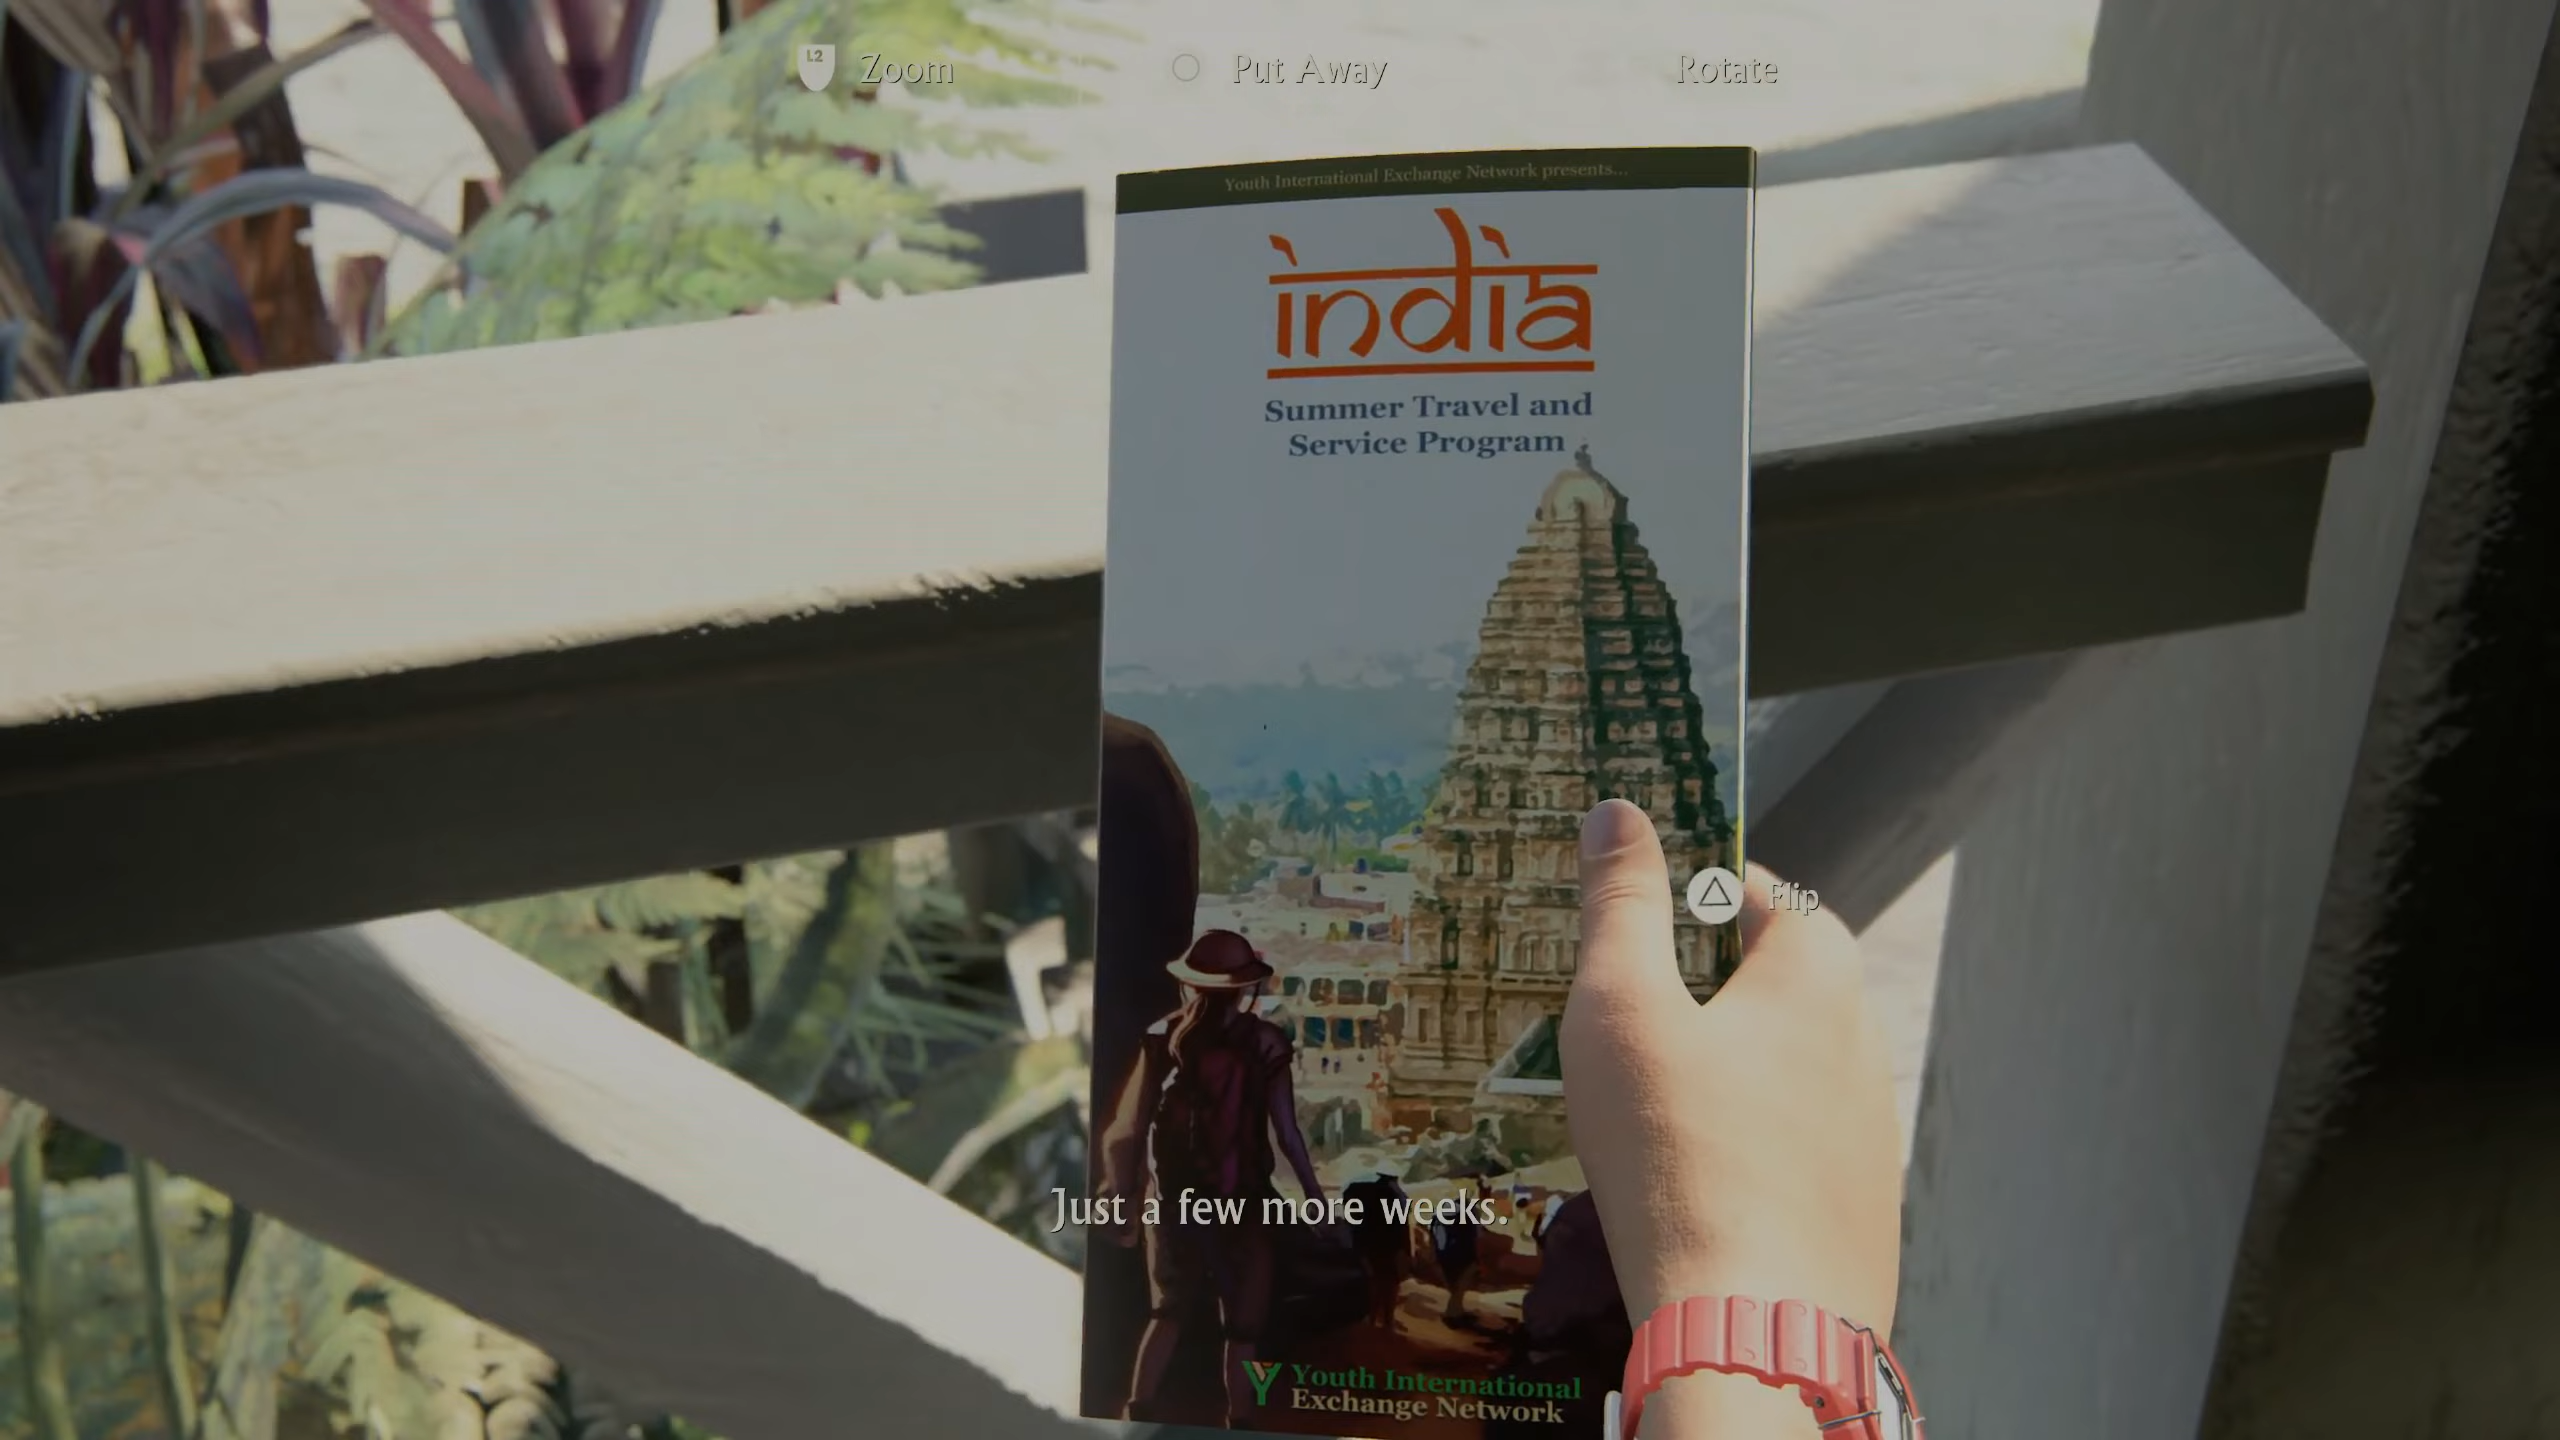 L2 Zoom Put Away Rotate
Youth International Exchange Network presents...
india
Summer Travel and
Service Program
Flip
Just a few more weeks.
Youth International
Exchange Network